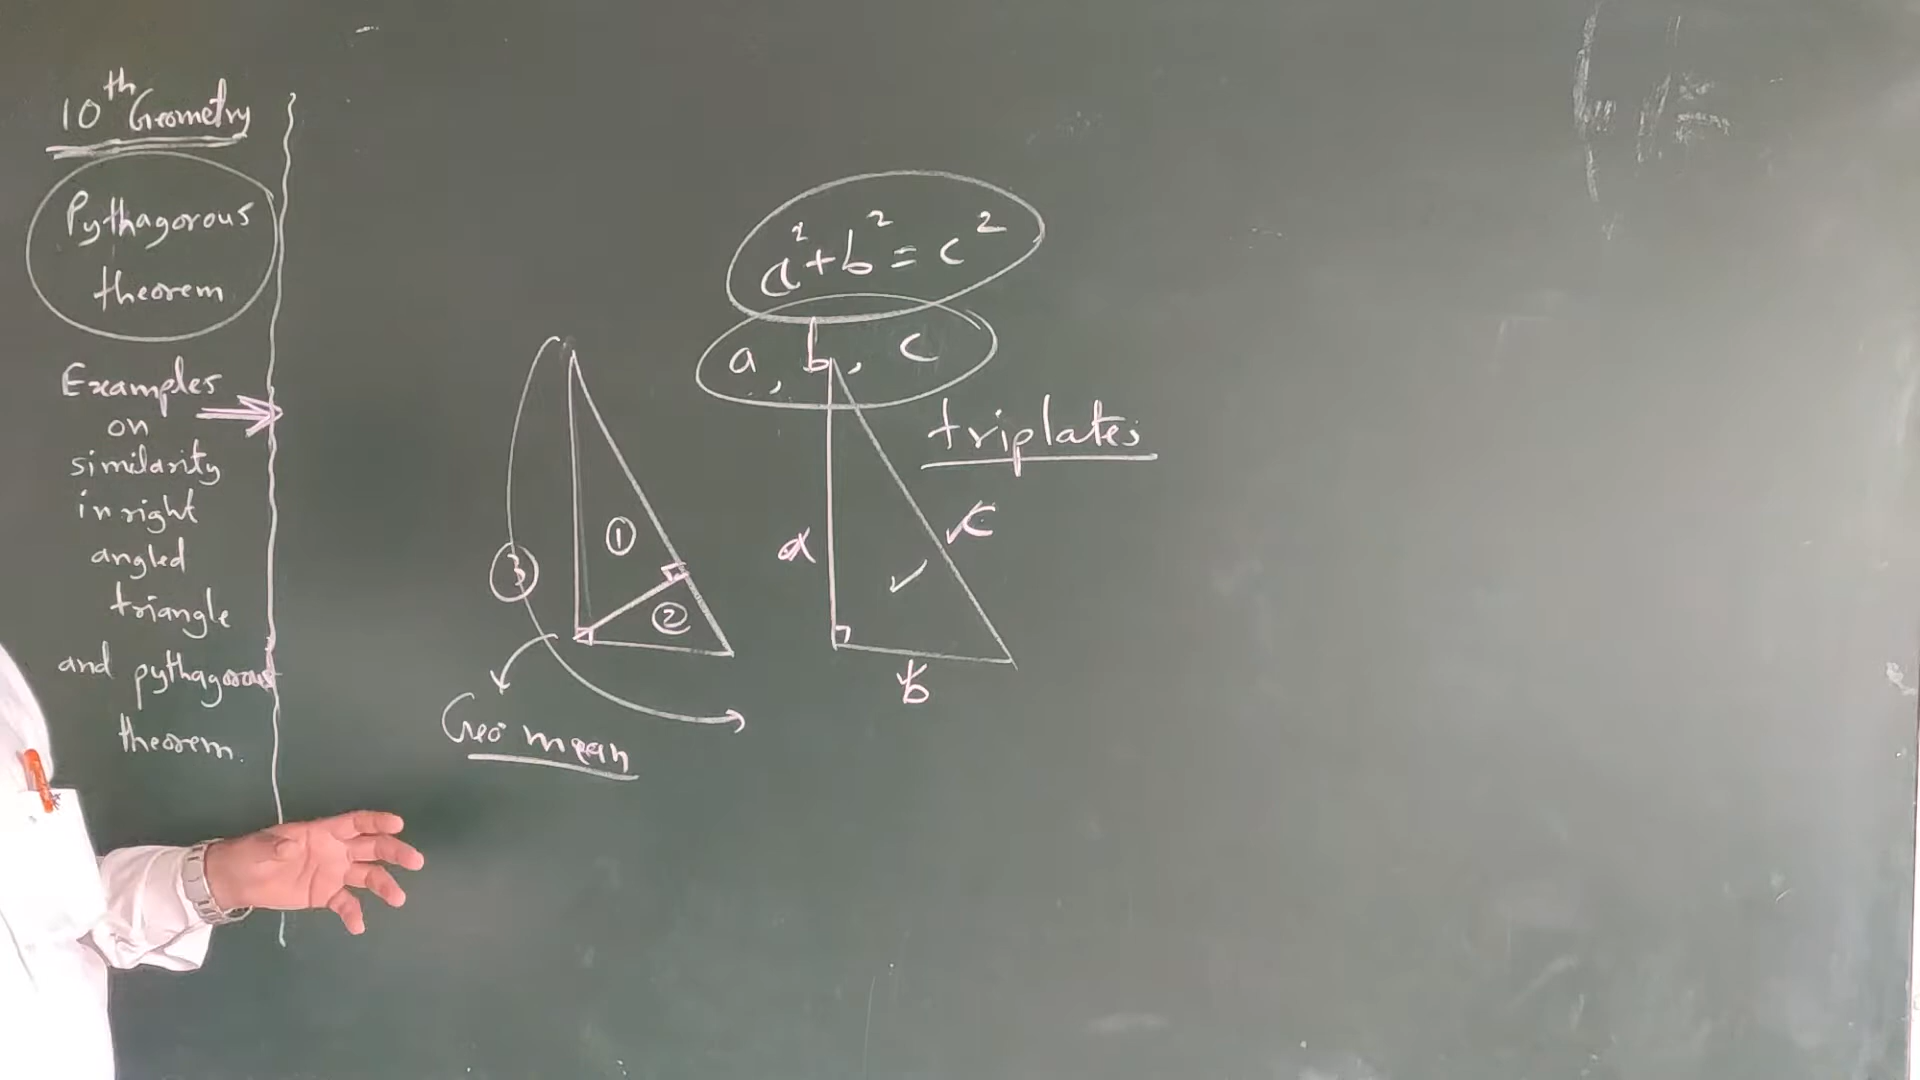 10th Geometry
Pythagorous
theorem
Examples
on
similarity
in right
angled
triangle
and pythagorous
theorem.
a²+b²=c²
a, b, c
triplates
①
②
3
a
c
b
Geo mean